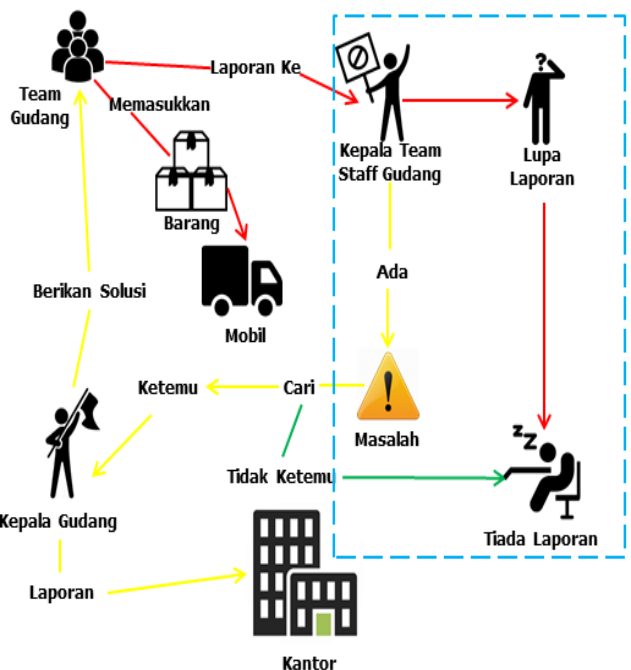 Laporan Ke
Team
Gudang
Memasukkan
Kepala Team
Staff Gudang
Lupa
Laporan
Barang
Ada
Berikan Solusi
Mobil
Ketemu
Cari
Masalah
Tidak Ketemu
Kepala Gudang
zZZ
Tiada Laporan
Laporan
Kantor
?
!